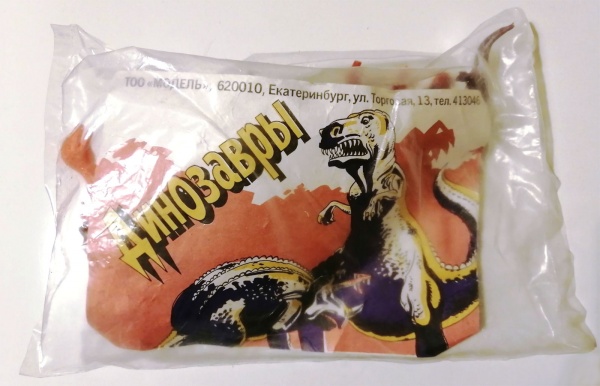 ТОО «МОДЕЛЬ», 620010, Екатеринбург, ул. Торговая, 13, тел. 413046
Динозавры